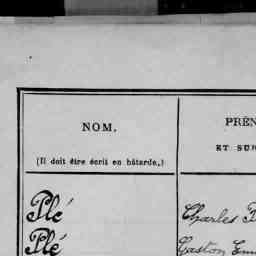 NOM.
(Il doit être écrit en bâtarde.)
PRÉN
ET SUR
Plé
Charles
Plé
Gaston